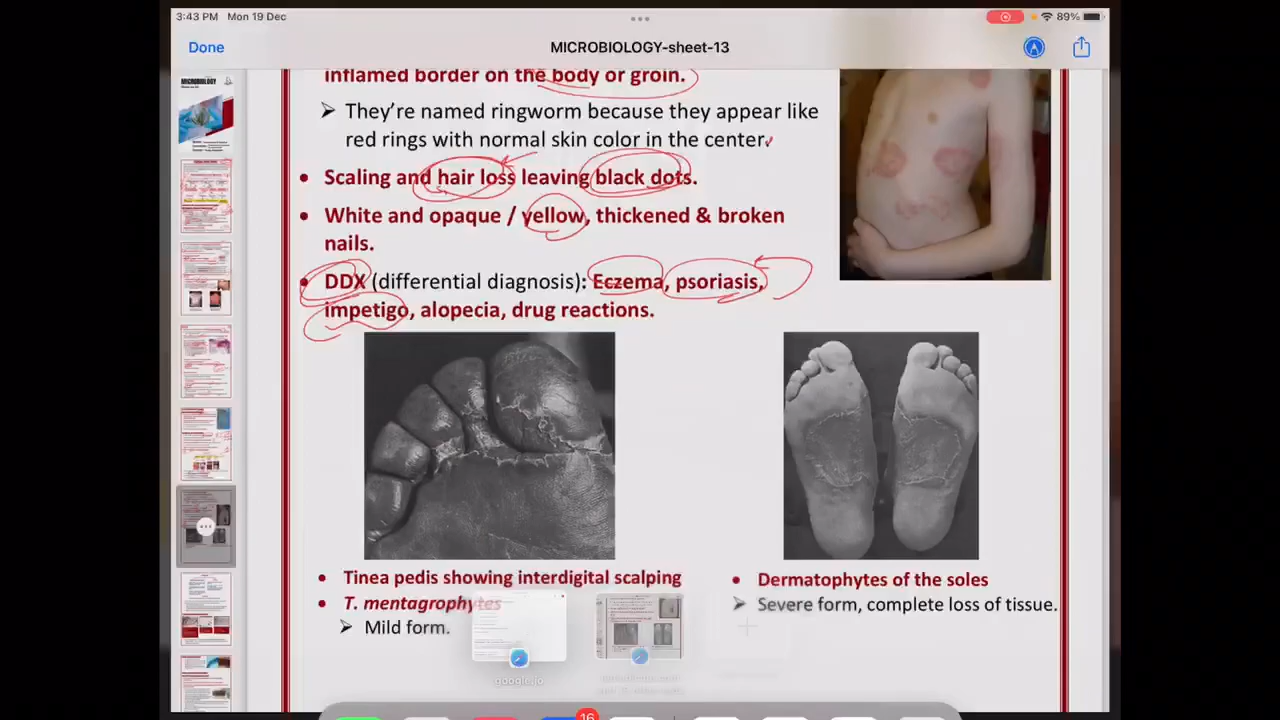 3:43 PM Mon 19 Dec
89%
Done
MICROBIOLOGY-sheet-13
MICROBIOLOGY
inflamed border on the body or groin.
➤ They’re named ringworm because they appear like
red rings with normal skin color in the center.
• Scaling and hair loss leaving black dots.
• White and opaque / yellow, thickened & broken
nails.
• DDX (differential diagnosis): Eczema, psoriasis,
impetigo, alopecia, drug reactions.
• Tinea pedis showing interdigital scalping
• T. mentagrophytes
➤ Mild form.
• Dermatophytes of the soles
➤ Severe form, complete loss of tissue.
google.jo
16